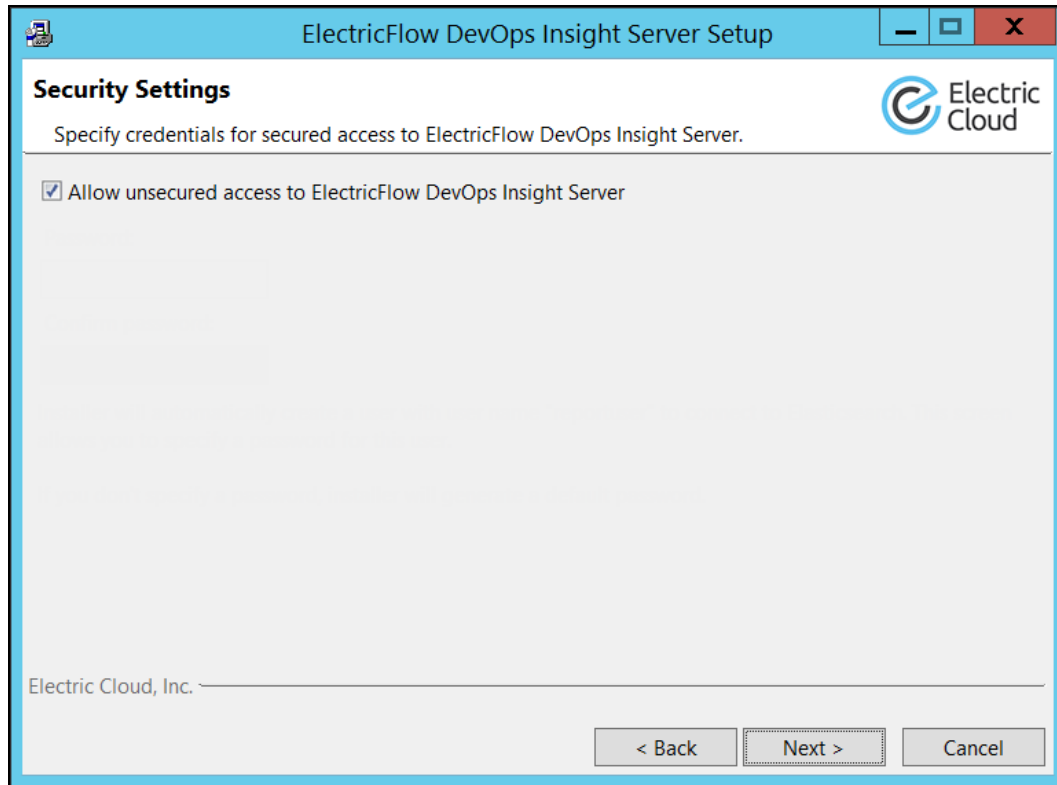 ElectricFlow DevOps Insight Server Setup
Security Settings
Specify credentials for secured access to ElectricFlow DevOps Insight Server.
Electric
Cloud
Allow unsecured access to ElectricFlow DevOps Insight Server
Electric Cloud, Inc.
< Back
Next >
Cancel